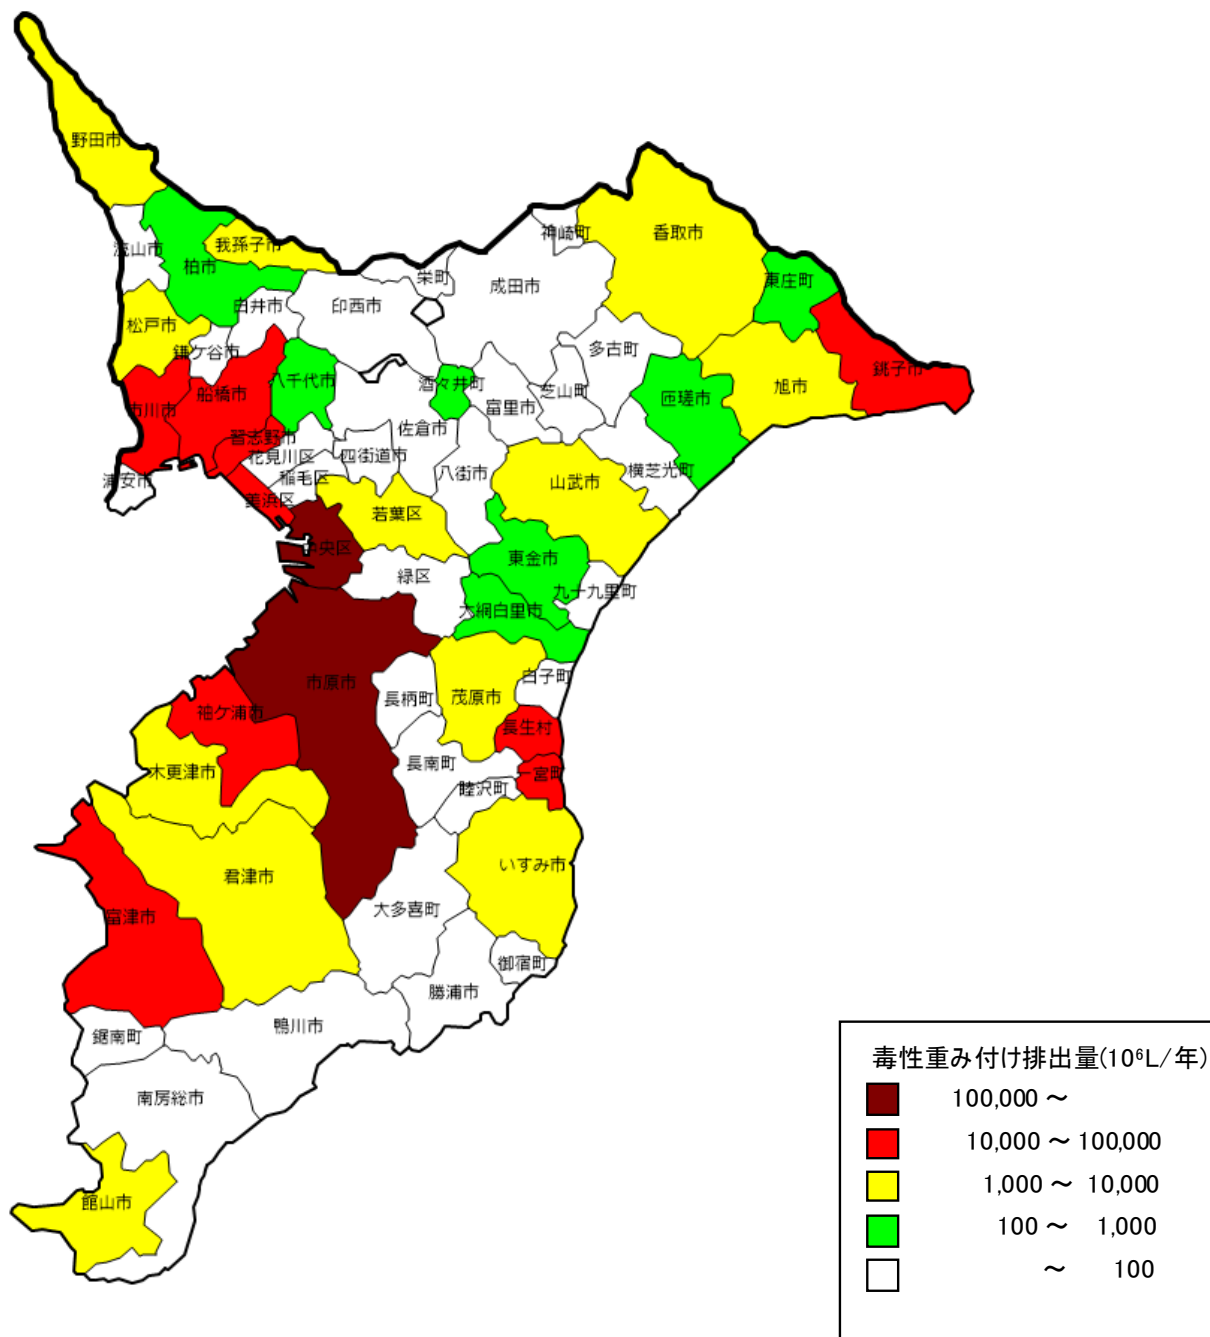 野田市
流山市
柏市
我孫子市
神崎町
香取市
栄町
成田市
東庄町
白井市
印西市
松戸市
鎌ケ谷市
多古町
銚子市
市川市
船橋市
八千代市
酒々井町
富里市
芝山町
匝瑳市
旭市
習志野市
佐倉市
花見川区
四街道市
八街市
横芝光町
浦安市
稲毛区
美浜区
若葉区
山武市
中央区
緑区
東金市
九十九里町
大網白里市
市原市
長柄町
茂原市
白子町
袖ケ浦市
長生村
木更津市
長南町
一宮町
睦沢町
君津市
いすみ市
富津市
大多喜町
御宿町
勝浦市
鋸南町
鴨川市
南房総市
館山市
毒性重み付け排出量(10⁶L/年)
100,000 ～
10,000 ～ 100,000
1,000 ～ 10,000
100 ～ 1,000
～ 100